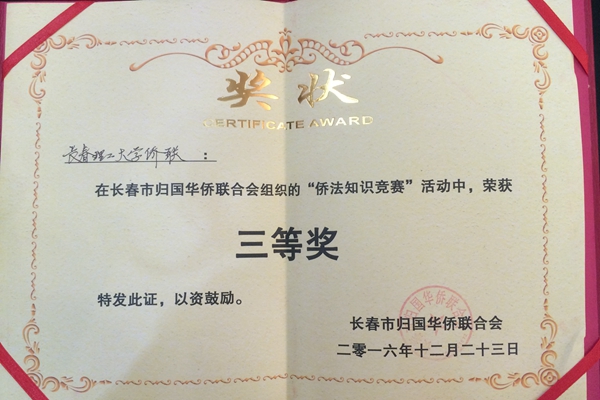 奖状
CERTIFICATE AWARD
长春理工大学侨联：
在长春市归国华侨联合会组织的“侨法知识竞赛”活动中，荣获
三等奖
特发此证，以资鼓励。
长春市归国华侨联合会
二零一六年十二月二十三日